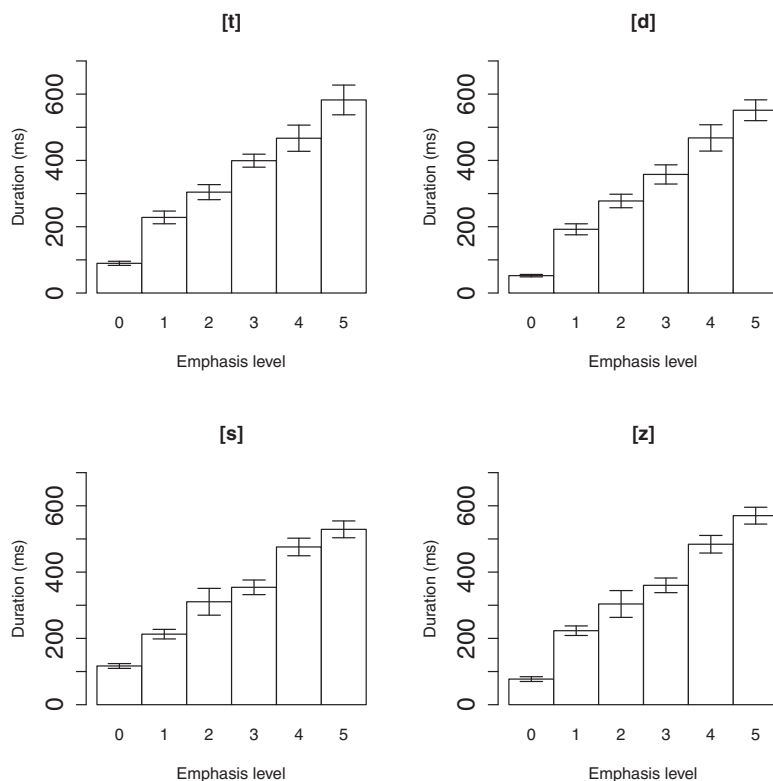 [t]
Duration (ms)
0 200 400 600
0 1 2 3 4 5
Emphasis level
[d]
Duration (ms)
0 200 400 600
0 1 2 3 4 5
Emphasis level
[s]
Duration (ms)
0 200 400 600
0 1 2 3 4 5
Emphasis level
[z]
Duration (ms)
0 200 400 600
0 1 2 3 4 5
Emphasis level